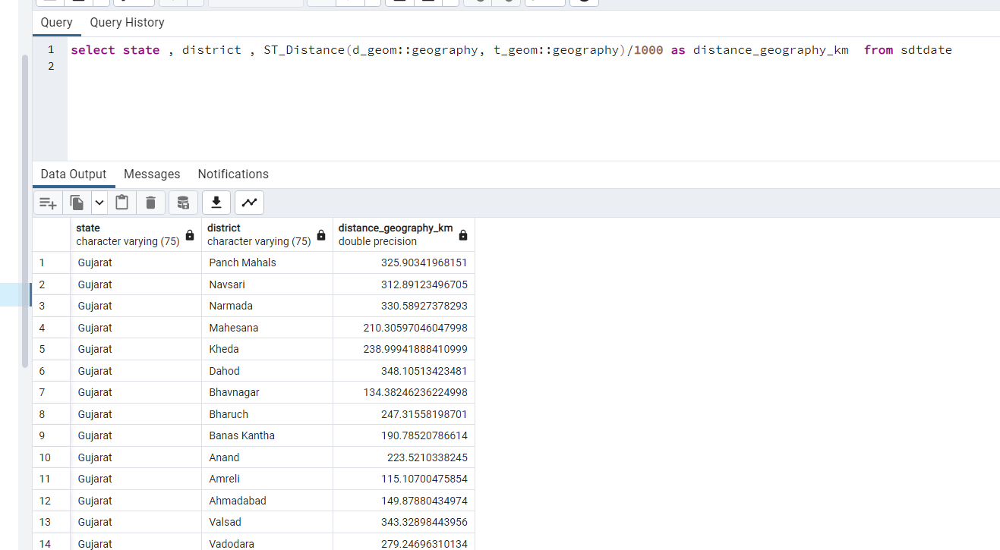 Query Query History
1 select state , district , ST_Distance(d_geom::geography, t_geom::geography)/1000 as distance_geography_km  from sdtdate
2
Data Output Messages Notifications
state district distance_geography_km
character varying (75) character varying (75) double precision
1 Gujarat Panch Mahals 325.90341968151
2 Gujarat Navsari 312.89123496705
3 Gujarat Narmada 330.58927378293
4 Gujarat Mahesana 210.30597046047998
5 Gujarat Kheda 238.99941888410999
6 Gujarat Dahod 348.10513423481
7 Gujarat Bhavnagar 134.38246236224998
8 Gujarat Bharuch 247.31558198701
9 Gujarat Banas Kantha 190.78520786614
10 Gujarat Anand 223.5210338245
11 Gujarat Amreli 115.10700475854
12 Gujarat Ahmadabad 149.87880434974
13 Gujarat Valsad 343.32898443956
14 Gujarat Vadodara 279.24696310134